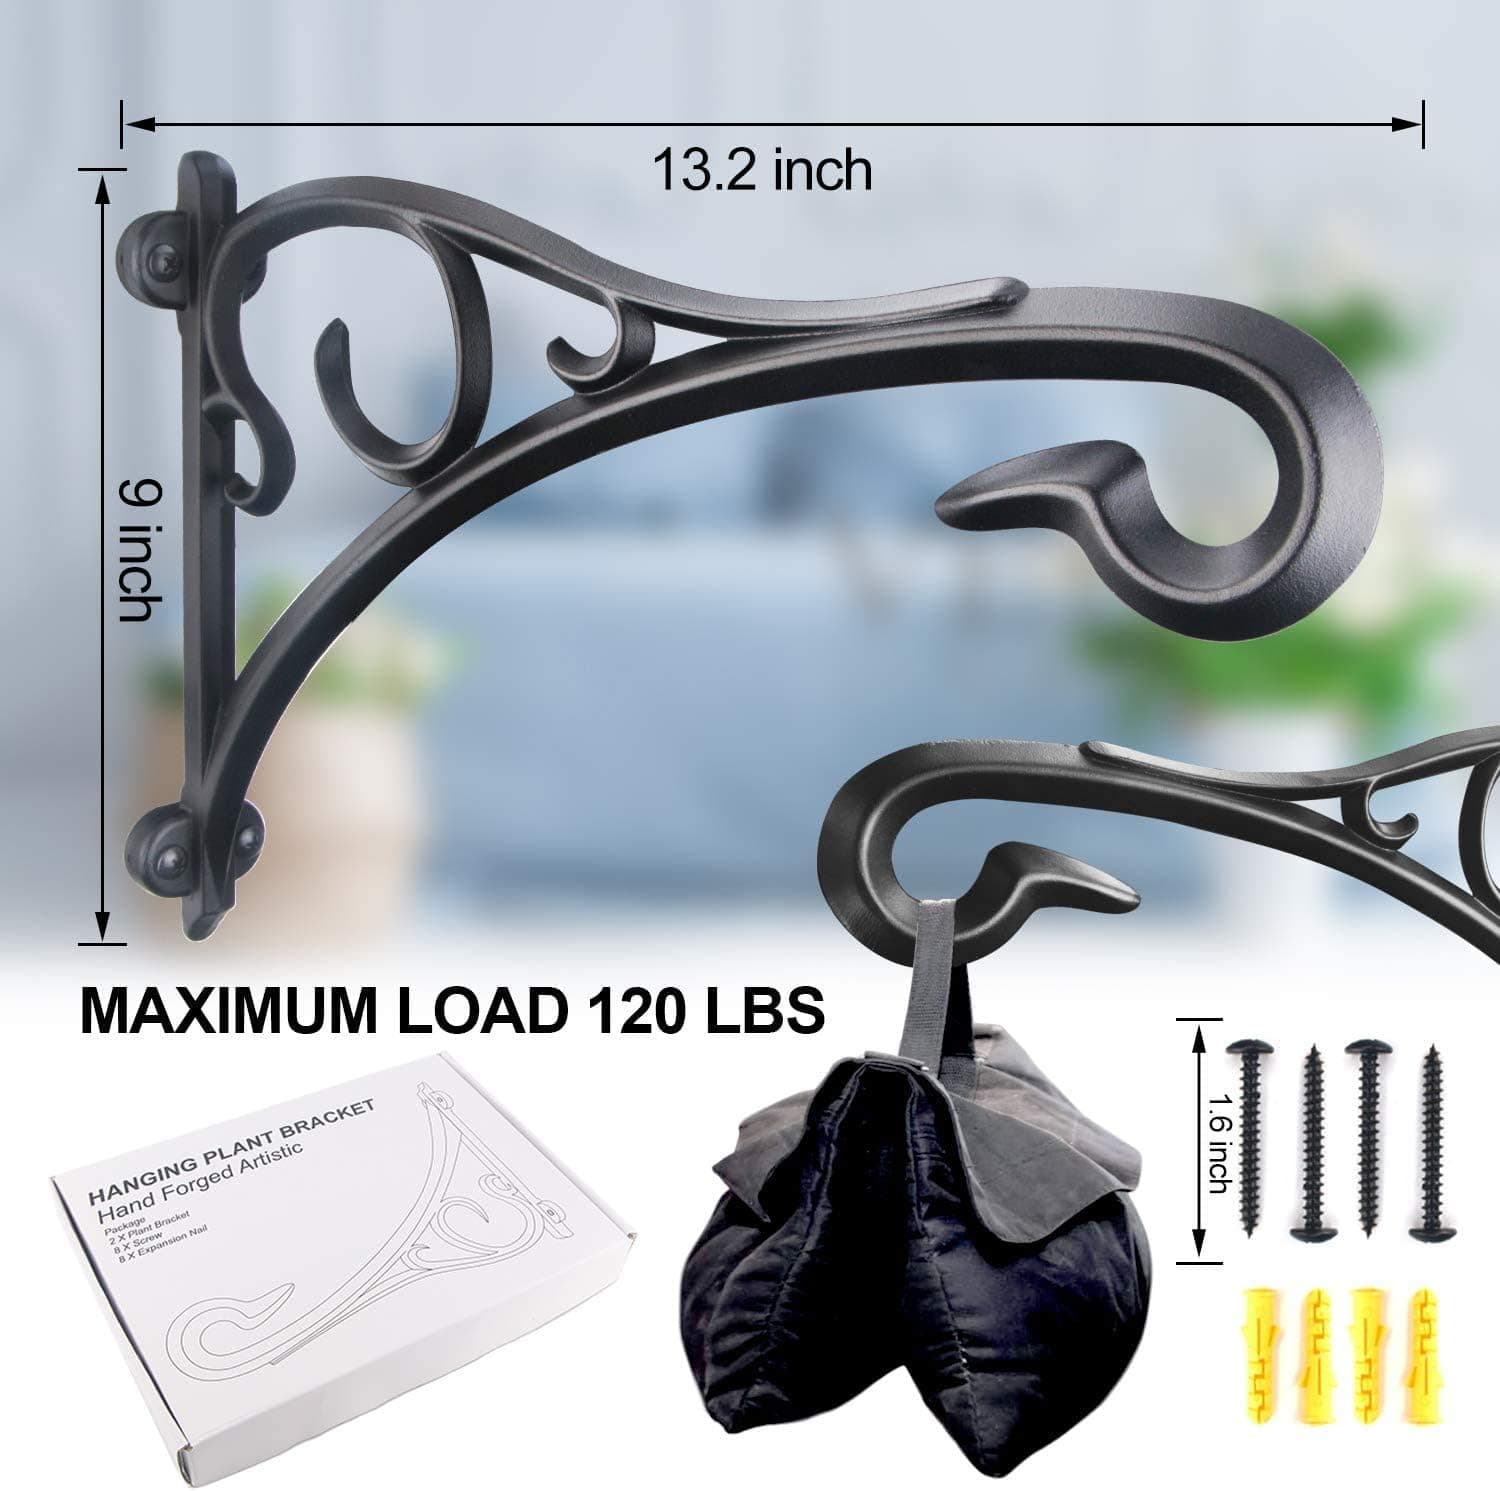 13.2 inch
9 inch
MAXIMUM LOAD 120 LBS
HANGING PLANT BRACKET
Hand Forged Artistic
Package
2 X Plant Bracket
8 X Screw
8 X Expansion Nail
1.6 inch